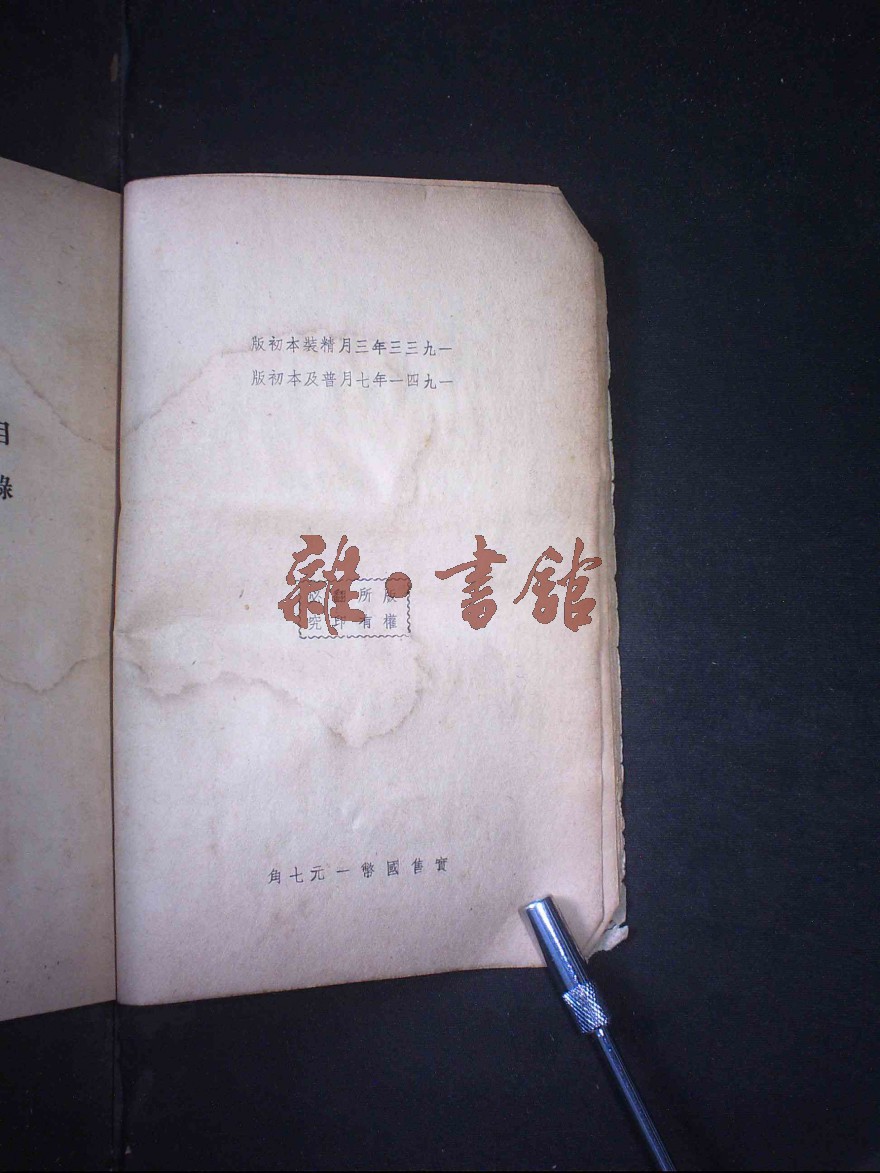 一九三三年三月精裝本初版
一九四一年七月普及本初版
版權所有翻印必究
雜·書館
實售國幣一元七角
目錄